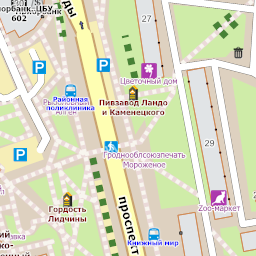 602
27
Цветочный дом
Районная
поликлиника
Пивзавод Ландо
и Каменецкого
Гроднооблсоюзпечать
Мороженое
29
Гордость
Лидчины
Zoo-маркет
проспект
Книжный мир
27